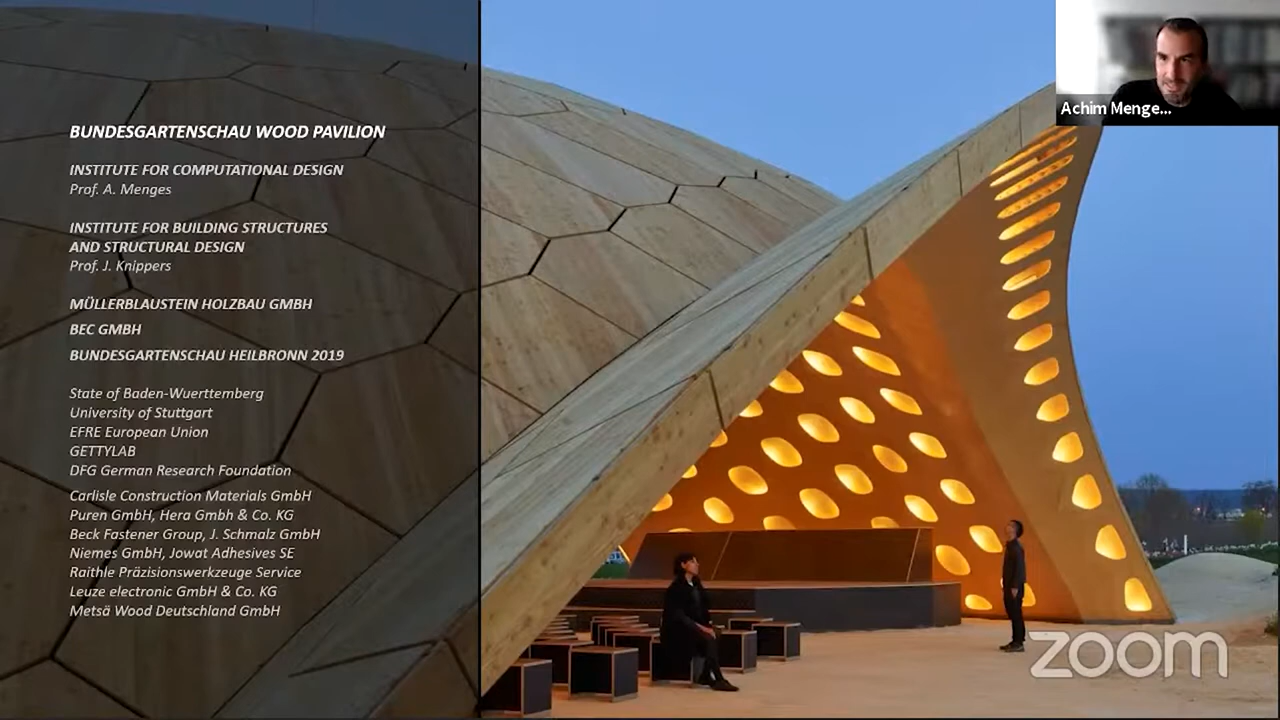 BUNDESGARTENSCHAU WOOD PAVILION
INSTITUTE FOR COMPUTATIONAL DESIGN
Prof. A. Menges
INSTITUTE FOR BUILDING STRUCTURES
AND STRUCTURAL DESIGN
Prof. J. Knippers
MÜLLERBLAUSTEIN HOLZBAU GMBH
BEC GMBH
BUNDESGARTENSCHAU HEILBRONN 2019
State of Baden-Wuerttemberg
University of Stuttgart
EFRE European Union
GETTYLAB
DFG German Research Foundation
Carlisle Construction Materials GmbH
Puren GmbH, Hera Gmbh & Co. KG
Beck Fastener Group, J. Schmalz GmbH
Niemes GmbH, Jowat Adhesives SE
Raithle Präzisionswerkzeuge Service
Leuze electronic GmbH & Co. KG
Metsä Wood Deutschland GmbH
Achim Menge...
zoom